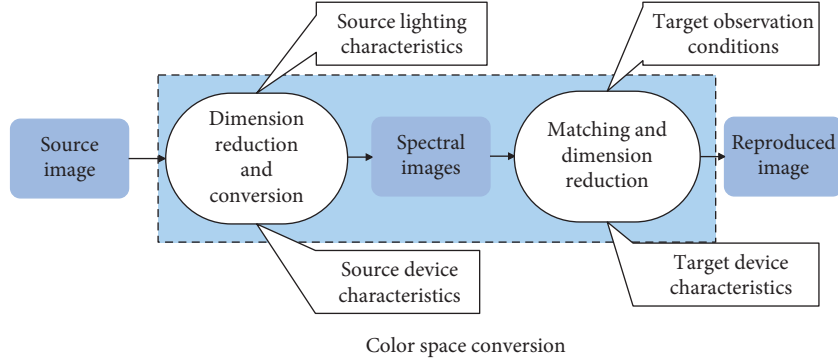 Source lighting
characteristics
Target observation
conditions
Source
image
Dimension
reduction
and
conversion
Spectral
images
Matching and
dimension
reduction
Reproduced
image
Source device
characteristics
Target device
characteristics
Color space conversion